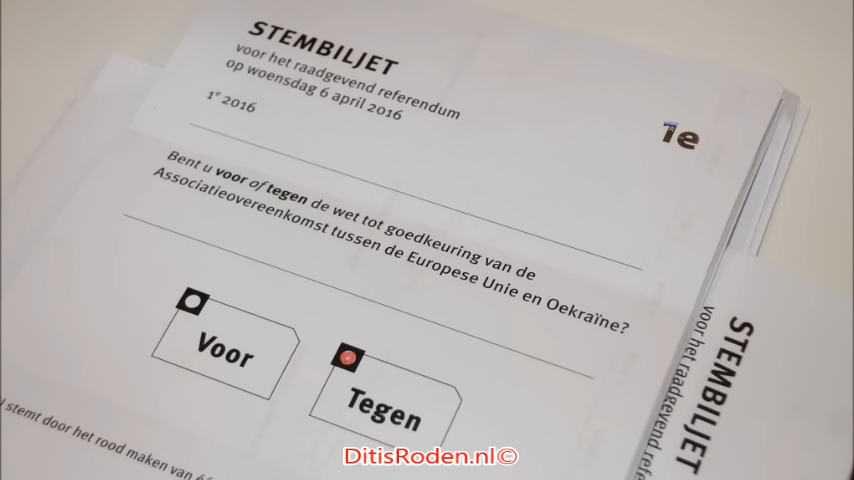 STEMBILJET
voor het raadgevend referendum
op woensdag 6 april 2016
1e 2016
1e
Bent u voor of tegen de wet tot goedkeuring van de
Associatieovereenkomst tussen de Europese Unie en Oekraïne?
Voor
Tegen
u stemt door het rood maken van
STEMBILJET
voor het raadgevend
DitisRoden.nl©